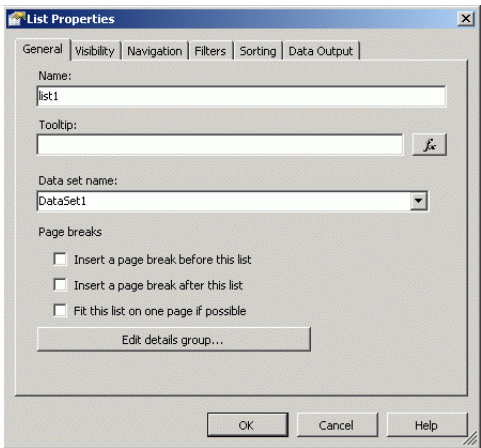 List Properties
General Visibility Navigation Filters Sorting Data Output
Name:
list1
Tooltip:
fx
Data set name:
DataSet1
Page breaks
Insert a page break before this list
Insert a page break after this list
Fit this list on one page if possible
Edit details group...
OK Cancel Help